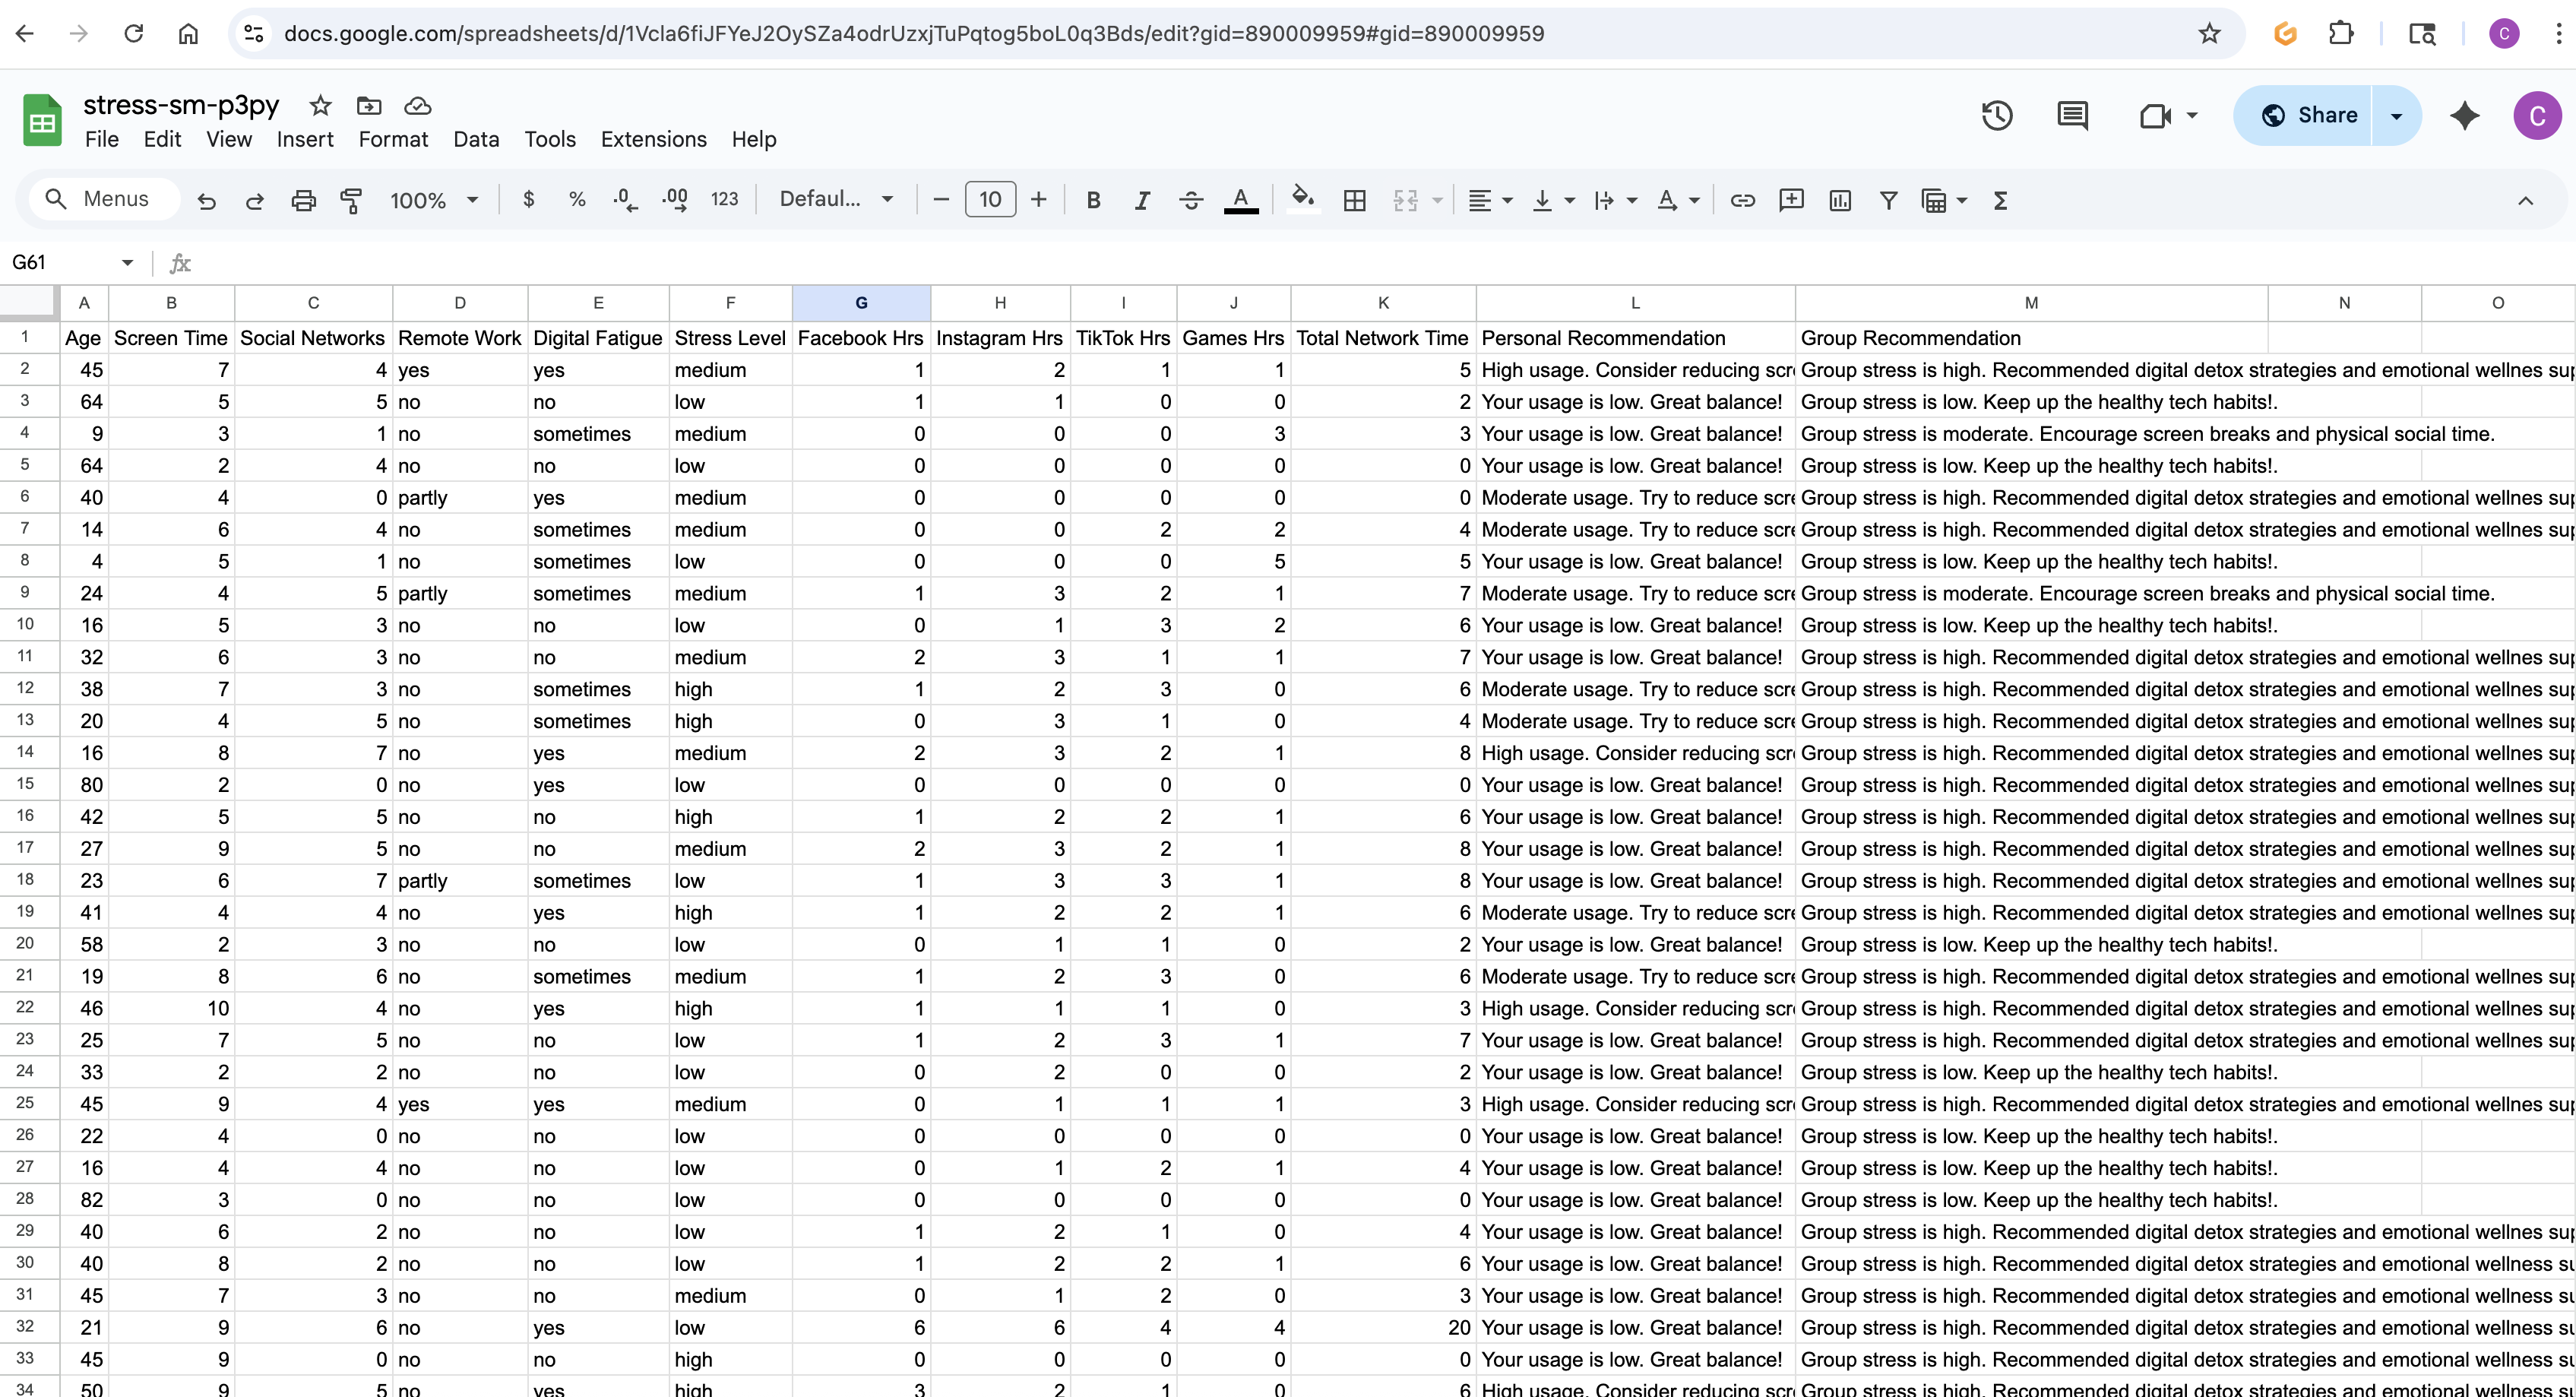 docs.google.com/spreadsheets/d/1Vcla6fiJFYeJ2OySZa4odrUzxjTuPqtog5boL0q3Bds/edit?gid=890009959#gid=890009959 C
stress-sm-p3py Share C
File Edit View Insert Format Data Tools Extensions Help
Menus 100% $ % .0 .00 123 Defaul... 10 B I S A
G61 fx
A B C D E F G H I J K L M N O
1 Age Screen Time Social Networks Remote Work Digital Fatigue Stress Level Facebook Hrs Instagram Hrs TikTok Hrs Games Hrs Total Network Time Personal Recommendation Group Recommendation
2 45 7 4 yes yes medium 1 2 1 1 5 High usage. Consider reducing scr Group stress is high. Recommended digital detox strategies and emotional wellnes sup
3 64 5 5 no no low 1 1 0 0 2 Your usage is low. Great balance! Group stress is low. Keep up the healthy tech habits!.
4 9 3 1 no sometimes medium 0 0 0 3 3 Your usage is low. Great balance! Group stress is moderate. Encourage screen breaks and physical social time.
5 64 2 4 no no low 0 0 0 0 0 Your usage is low. Great balance! Group stress is low. Keep up the healthy tech habits!.
6 40 4 0 partly yes medium 0 0 0 0 0 Moderate usage. Try to reduce scre Group stress is high. Recommended digital detox strategies and emotional wellnes sup
7 14 6 4 no sometimes medium 0 0 2 2 4 Moderate usage. Try to reduce scre Group stress is high. Recommended digital detox strategies and emotional wellnes sup
8 4 5 1 no sometimes low 0 0 0 5 5 Your usage is low. Great balance! Group stress is low. Keep up the healthy tech habits!.
9 24 4 5 partly sometimes medium 1 3 2 1 7 Moderate usage. Try to reduce scre Group stress is moderate. Encourage screen breaks and physical social time.
10 16 5 3 no no low 0 1 3 2 6 Your usage is low. Great balance! Group stress is low. Keep up the healthy tech habits!.
11 32 6 3 no no medium 2 3 1 1 7 Your usage is low. Great balance! Group stress is high. Recommended digital detox strategies and emotional wellnes sup
12 38 7 3 no sometimes high 1 2 3 0 6 Moderate usage. Try to reduce scre Group stress is high. Recommended digital detox strategies and emotional wellnes sup
13 20 4 5 no sometimes high 0 3 1 0 4 Moderate usage. Try to reduce scre Group stress is high. Recommended digital detox strategies and emotional wellnes sup
14 16 8 7 no yes medium 2 3 2 1 8 High usage. Consider reducing scr Group stress is high. Recommended digital detox strategies and emotional wellnes sup
15 80 2 0 no yes low 0 0 0 0 0 Your usage is low. Great balance! Group stress is high. Recommended digital detox strategies and emotional wellnes sup
16 42 5 5 no no high 1 2 2 1 6 Your usage is low. Great balance! Group stress is high. Recommended digital detox strategies and emotional wellnes sup
17 27 9 5 no no medium 2 3 2 1 8 Your usage is low. Great balance! Group stress is high. Recommended digital detox strategies and emotional wellnes sup
18 23 6 7 partly sometimes low 1 3 3 1 8 Your usage is low. Great balance! Group stress is high. Recommended digital detox strategies and emotional wellnes sup
19 41 4 4 no yes high 1 2 2 1 6 Moderate usage. Try to reduce scre Group stress is high. Recommended digital detox strategies and emotional wellnes sup
20 58 2 3 no no low 0 1 1 0 2 Your usage is low. Great balance! Group stress is low. Keep up the healthy tech habits!.
21 19 8 6 no sometimes medium 1 2 3 0 6 Moderate usage. Try to reduce scre Group stress is high. Recommended digital detox strategies and emotional wellnes sup
22 46 10 4 no yes high 1 1 1 0 3 High usage. Consider reducing scr Group stress is high. Recommended digital detox strategies and emotional wellnes sup
23 25 7 5 no no low 1 2 3 1 7 Your usage is low. Great balance! Group stress is high. Recommended digital detox strategies and emotional wellnes sup
24 33 2 2 no no low 0 2 0 0 2 Your usage is low. Great balance! Group stress is low. Keep up the healthy tech habits!.
25 45 9 4 yes yes medium 0 1 1 1 3 High usage. Consider reducing scr Group stress is high. Recommended digital detox strategies and emotional wellnes sup
26 22 4 0 no no low 0 0 0 0 0 Your usage is low. Great balance! Group stress is low. Keep up the healthy tech habits!.
27 16 4 4 no no low 0 1 2 1 4 Your usage is low. Great balance! Group stress is low. Keep up the healthy tech habits!.
28 82 3 0 no no low 0 0 0 0 0 Your usage is low. Great balance! Group stress is low. Keep up the healthy tech habits!.
29 40 6 2 no no low 1 2 1 0 4 Your usage is low. Great balance! Group stress is high. Recommended digital detox strategies and emotional wellnes sup
30 40 8 2 no no low 1 2 2 1 6 Your usage is low. Great balance! Group stress is high. Recommended digital detox strategies and emotional wellness su
31 45 7 3 no no medium 0 1 2 0 3 Your usage is low. Great balance! Group stress is high. Recommended digital detox strategies and emotional wellness su
32 21 9 6 no yes low 6 6 4 4 20 Your usage is low. Great balance! Group stress is high. Recommended digital detox strategies and emotional wellness su
33 45 9 0 no no high 0 0 0 0 0 Your usage is low. Great balance! Group stress is high. Recommended digital detox strategies and emotional wellness su
34 50 9 5 no yes high 3 2 1 0 6 High usage. Consider reducing scr Group stress is high. Recommended digital detox strategies and emotional wellness su